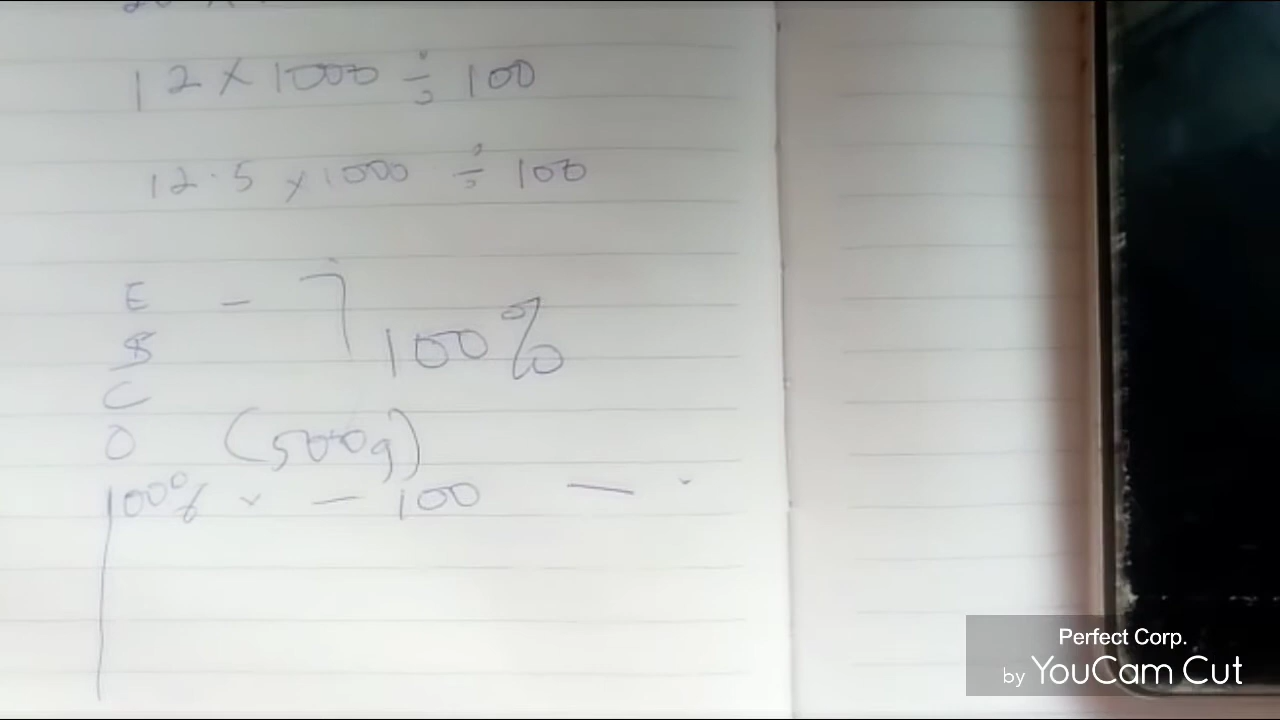 12 x 1000 ÷ 100
12.5 x 1000 ÷ 100
E -
100%
$
C
O (500g)
100% - 100 -
Perfect Corp.
by YouCam Cut